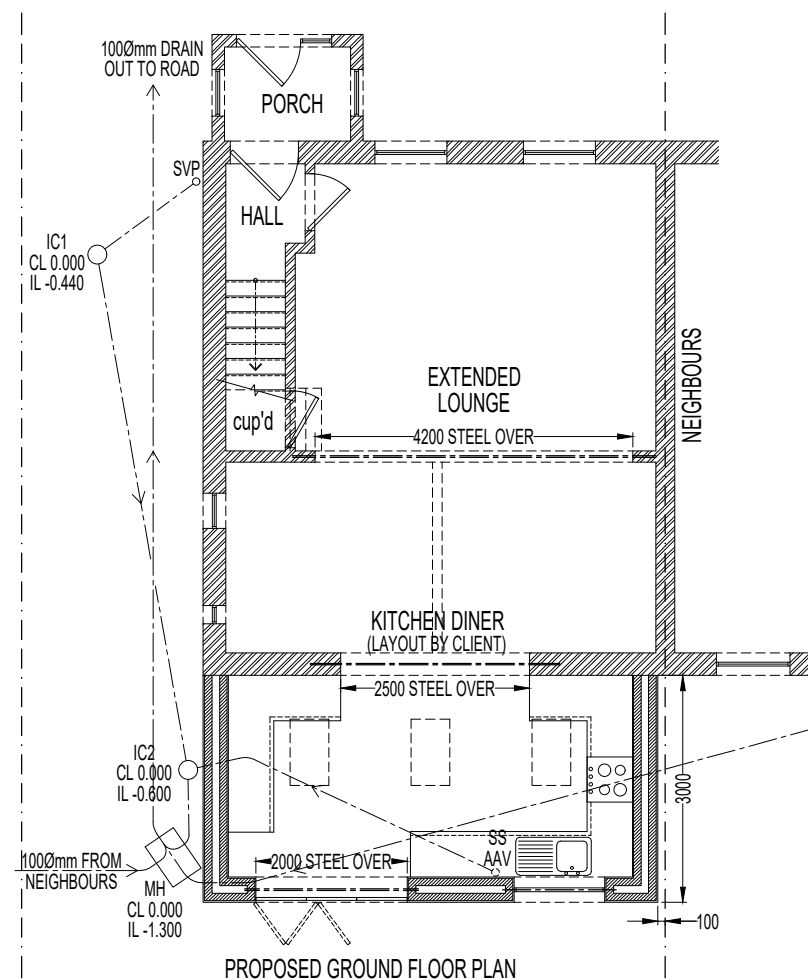 100Ømm DRAIN
OUT TO ROAD
PORCH
SVP
HALL
IC1
CL 0.000
IL -0.440
NEIGHBOURS
EXTENDED
LOUNGE
cup'd
4200 STEEL OVER
KITCHEN DINER
(LAYOUT BY CLIENT)
2500 STEEL OVER
IC2
CL 0.000
IL -0.600
3000
SS
AAV
100Ømm FROM
NEIGHBOURS
2000 STEEL OVER
MH
CL 0.000
IL -1.300
100
PROPOSED GROUND FLOOR PLAN